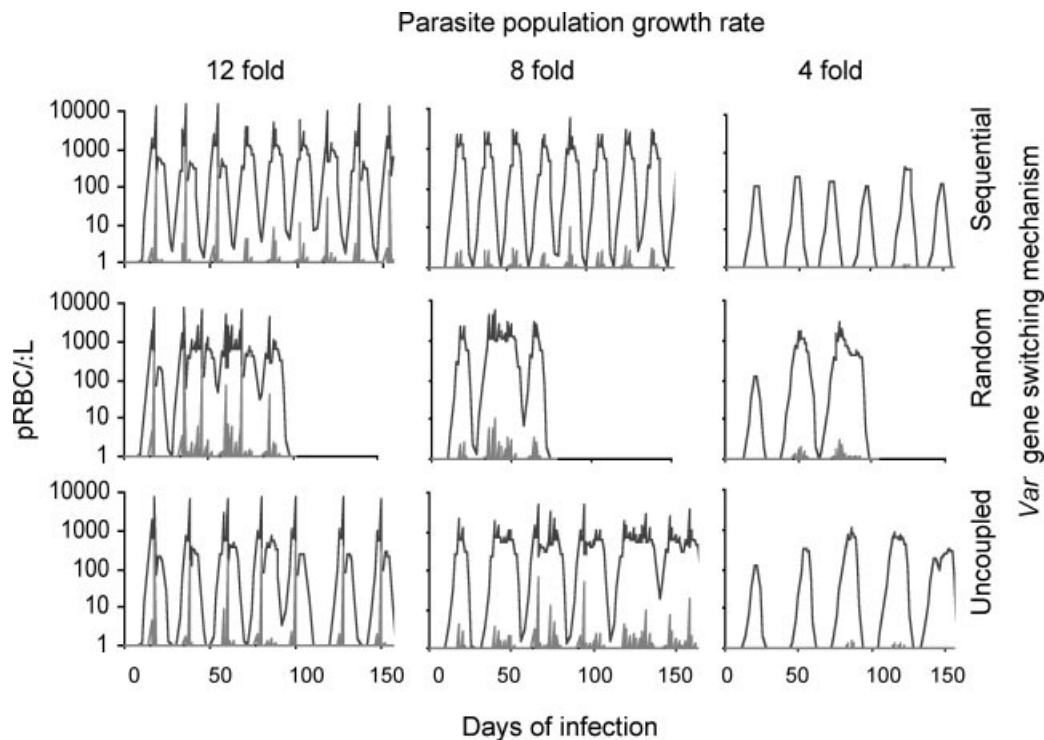 Parasite population growth rate
12 fold 8 fold 4 fold
10000
1000
100
10
1
Sequential
10000
1000
100
10
1
Random
10000
1000
100
10
1
Uncoupled
pRBC/:L
Var gene switching mechanism
0 50 100 150 0 50 100 150 0 50 100 150
Days of infection